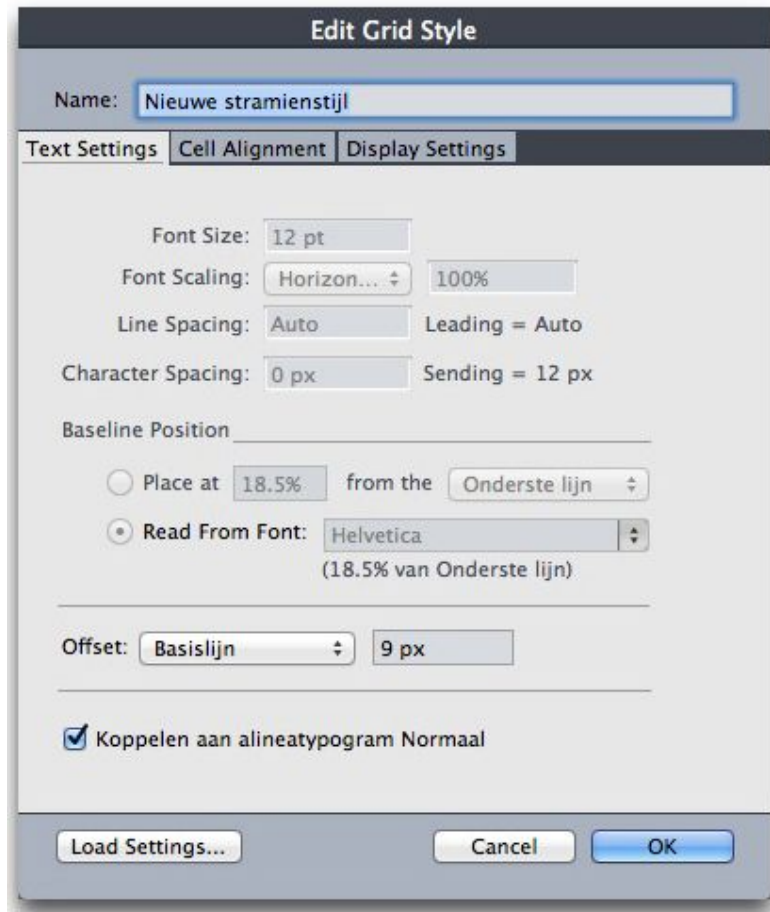 Edit Grid Style
Name: Nieuwe stramienstijl
Text Settings Cell Alignment Display Settings
Font Size: 12 pt
Font Scaling: Horizon... 100%
Line Spacing: Auto Leading = Auto
Character Spacing: 0 px Sending = 12 px
Baseline Position
Place at 18.5% from the Onderste lijn
Read From Font: Helvetica
(18.5% van Onderste lijn)
Offset: Basislijn 9 px
Koppelen aan alineatypogram Normaal
Load Settings... Cancel OK